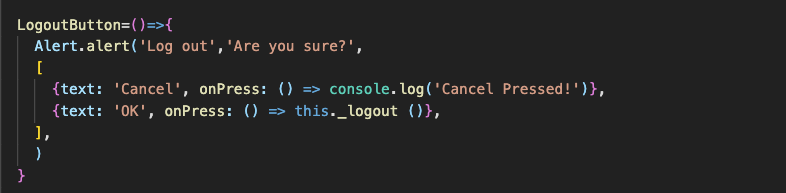 LogoutButton=()=>{
Alert.alert('Log out','Are you sure?',
[
{text: 'Cancel', onPress: () => console.log('Cancel Pressed!')},
{text: 'OK', onPress: () => this._logout ()},
],
)
}